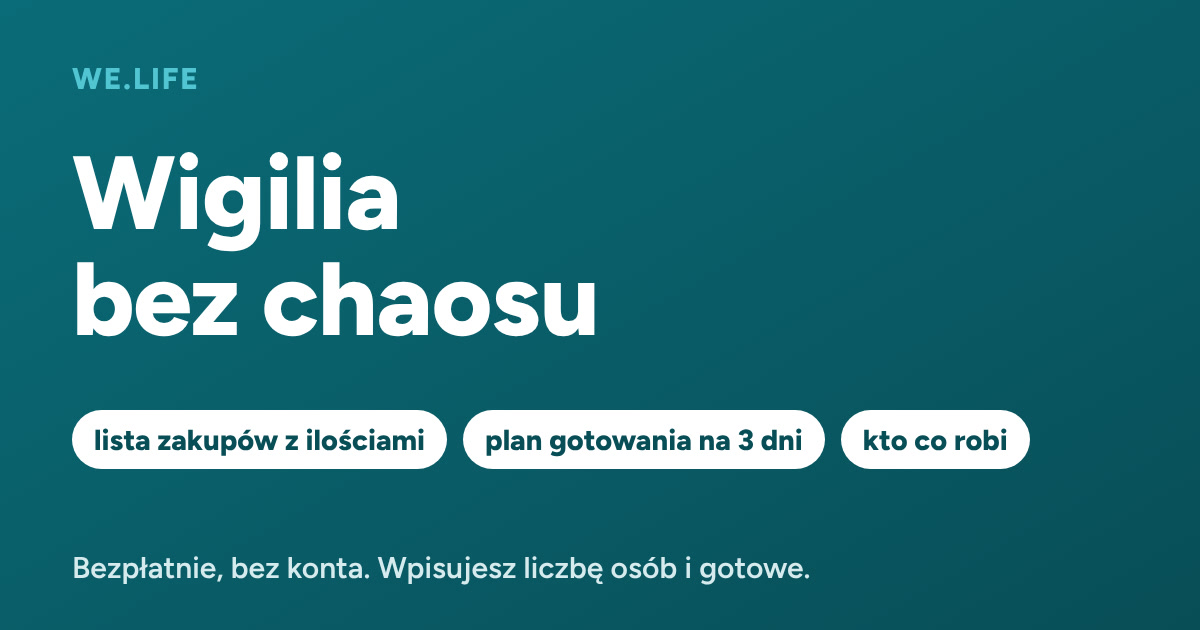 WE.LIFE
Wigilia
bez chaosu
lista zakupów z ilościami
plan gotowania na 3 dni
kto co robi
Bezpłatnie, bez konta. Wpisujesz liczbę osób i gotowe.